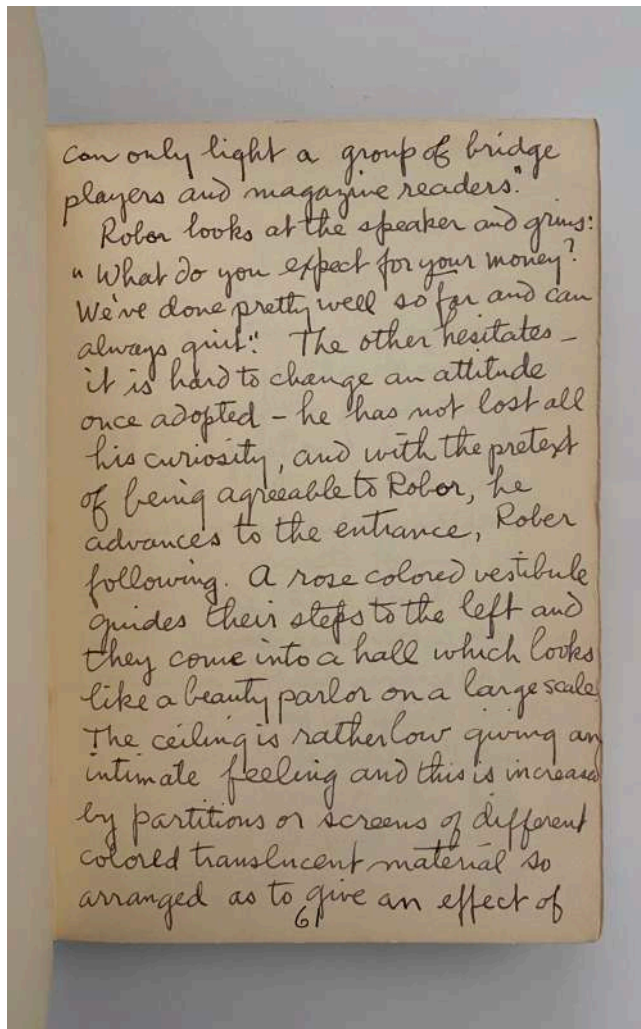 can only light a group of bridge
players and magazine readers."
Robor looks at the speaker and grins:
"What do you expect for your money?
We've done pretty well so far and can
always quit." The other hesitates –
it is hard to change an attitude
once adopted – he has not lost all
his curiosity, and with the pretext
of being agreeable to Robor, he
advances to the entrance, Rober
following. A rose colored vestibule
guides their steps to the left and
they come into a hall which looks
like a beauty parlor on a large scale.
The ceiling is rather low giving an
intimate feeling and this is increased
by partitions or screens of different
colored translucent material so
arranged as to give an effect of
6